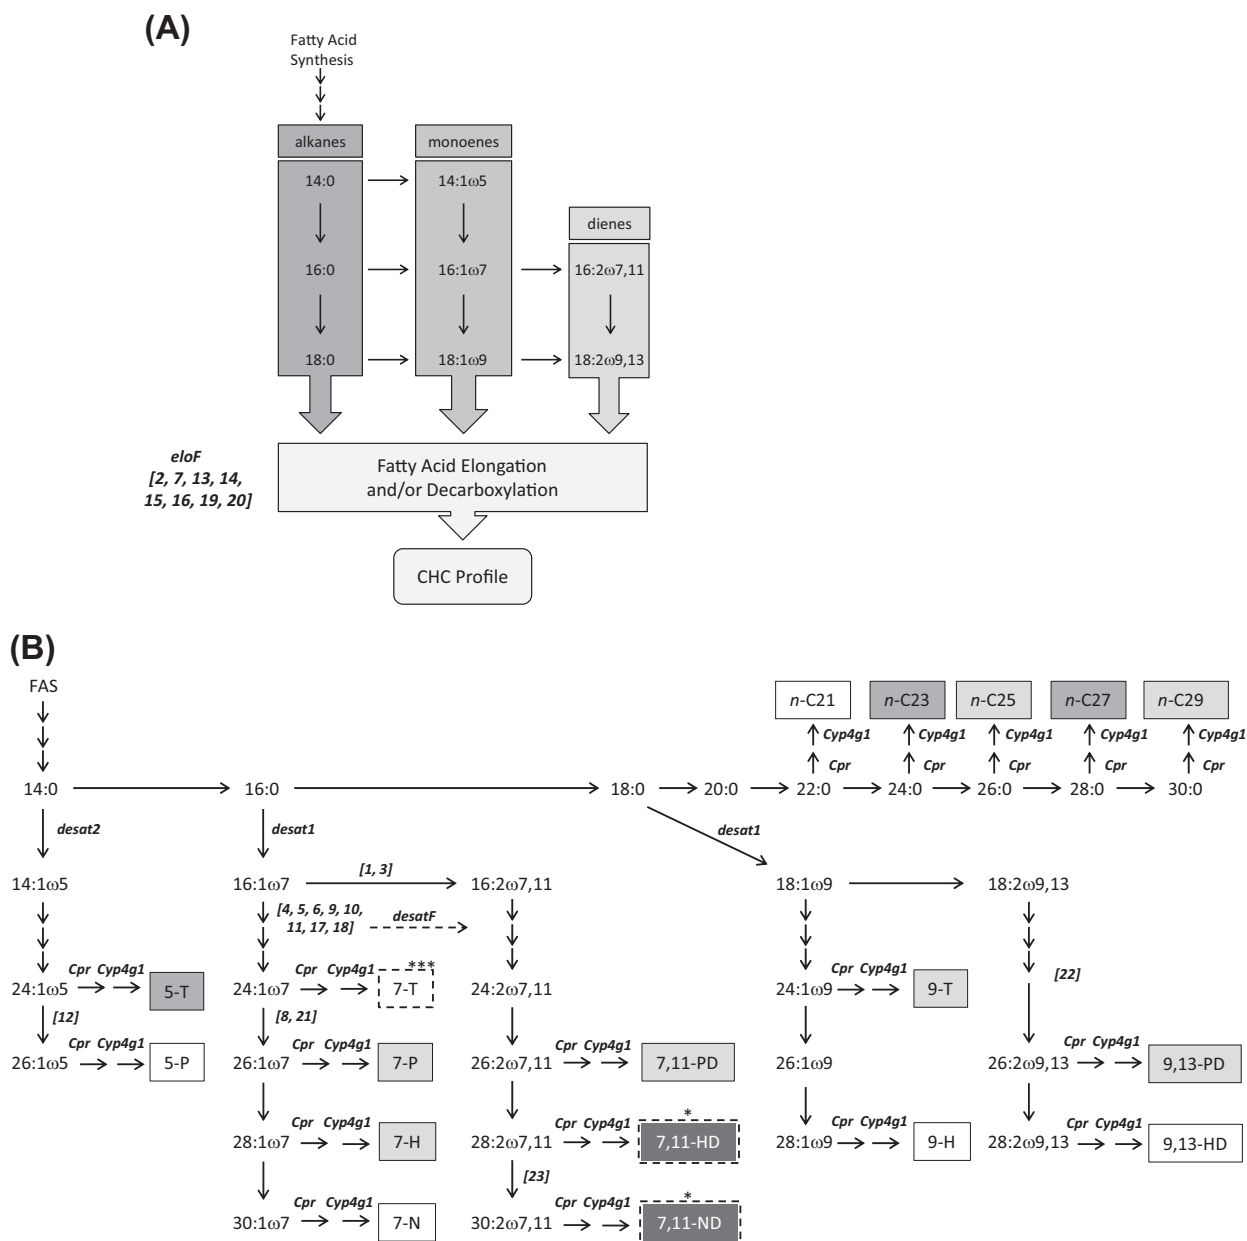 (A)
Fatty Acid
Synthesis
alkanes
monoenes
14:0
14:1ω5
dienes
16:0
16:1ω7
16:2ω7,11
18:0
18:1ω9
18:2ω9,13
eloF
[2, 7, 13, 14,
15, 16, 19, 20]
Fatty Acid Elongation
and/or Decarboxylation
CHC Profile
(B)
FAS
n-C21 n-C23 n-C25 n-C27 n-C29
Cyp4g1 Cyp4g1 Cyp4g1 Cyp4g1 Cyp4g1
Cpr Cpr Cpr Cpr
14:0 16:0 18:0 20:0 22:0 24:0 26:0 28:0 30:0
desat2 desat1 desat1
[1, 3]
14:1ω5 16:1ω7 16:2ω7,11 18:1ω9 18:2ω9,13
[4, 5, 6, 9, 10,
11, 17, 18]
desatF
***
Cpr Cyp4g1 Cpr Cyp4g1 Cpr Cyp4g1 [22]
24:1ω5 5-T 24:1ω7 7-T 24:2ω7,11 24:1ω9 9-T
[12] [8, 21]
Cpr Cyp4g1 Cpr Cyp4g1 Cpr Cyp4g1 Cpr Cyp4g1
26:1ω5 5-P 26:1ω7 7-P 26:2ω7,11 7,11-PD 26:1ω9 26:2ω9,13 9,13-PD
*
Cpr Cyp4g1 Cpr Cyp4g1 Cpr Cyp4g1 Cpr Cyp4g1
28:1ω7 7-H 28:2ω7,11 7,11-HD 28:1ω9 9-H 28:2ω9,13 9,13-HD
[23]
*
Cpr Cyp4g1 Cpr Cyp4g1
30:1ω7 7-N 30:2ω7,11 7,11-ND